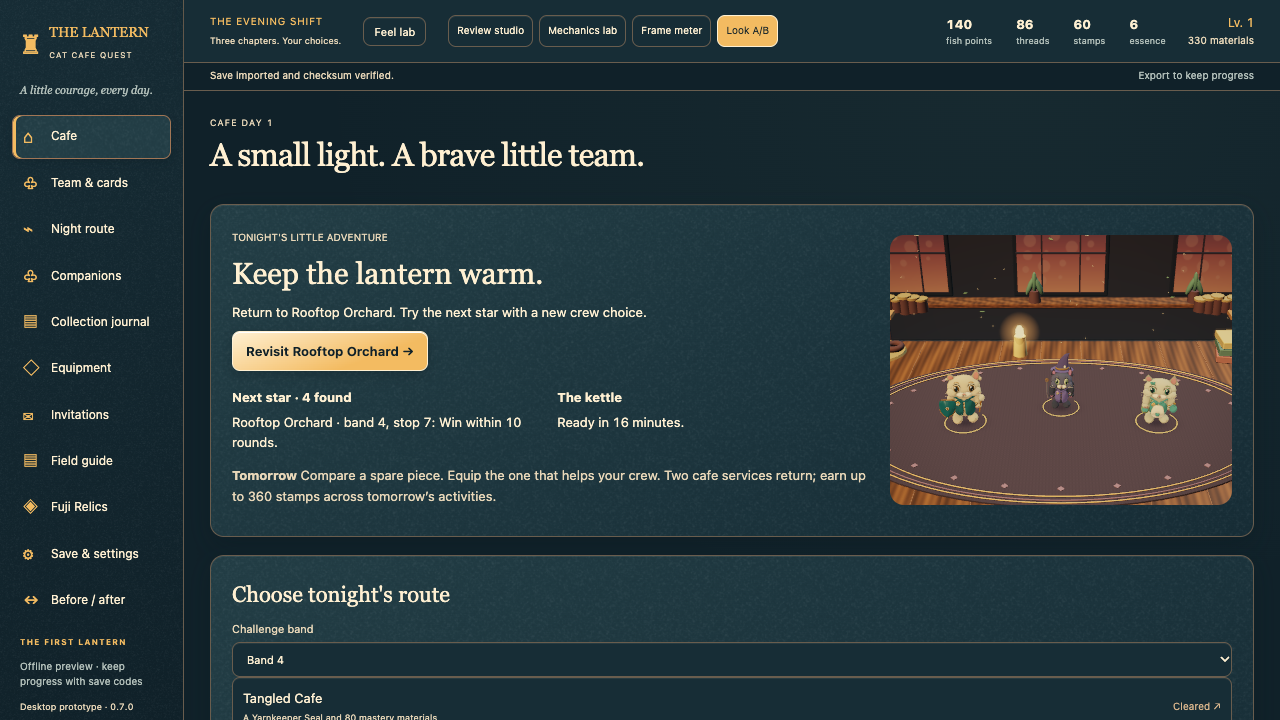 THE LANTERN
CAT CAFE QUEST
A little courage, every day.
Cafe
Team & cards
Night route
Companions
Collection journal
Equipment
Invitations
Field guide
Fuji Relics
Save & settings
Before / after
THE FIRST LANTERN
Offline preview · keep
progress with save codes
Desktop prototype · 0.7.0
THE EVENING SHIFT
Three chapters. Your choices.
Feel lab
Review studio
Mechanics lab
Frame meter
Look A/B
140
fish points
86
threads
60
stamps
6
essence
Lv. 1
330 materials
Save imported and checksum verified.
Export to keep progress
CAFE DAY 1
A small light. A brave little team.
TONIGHT'S LITTLE ADVENTURE
Keep the lantern warm.
Return to Rooftop Orchard. Try the next star with a new crew choice.
Revisit Rooftop Orchard →
Next star · 4 found
Rooftop Orchard · band 4, stop 7: Win within 10
rounds.
The kettle
Ready in 16 minutes.
Tomorrow Compare a spare piece. Equip the one that helps your crew. Two cafe services return; earn up
to 360 stamps across tomorrow’s activities.
Choose tonight's route
Challenge band
Band 4
Tangled Cafe
A Yarnkeeper Seal and 80 mastery materials
Cleared ↗